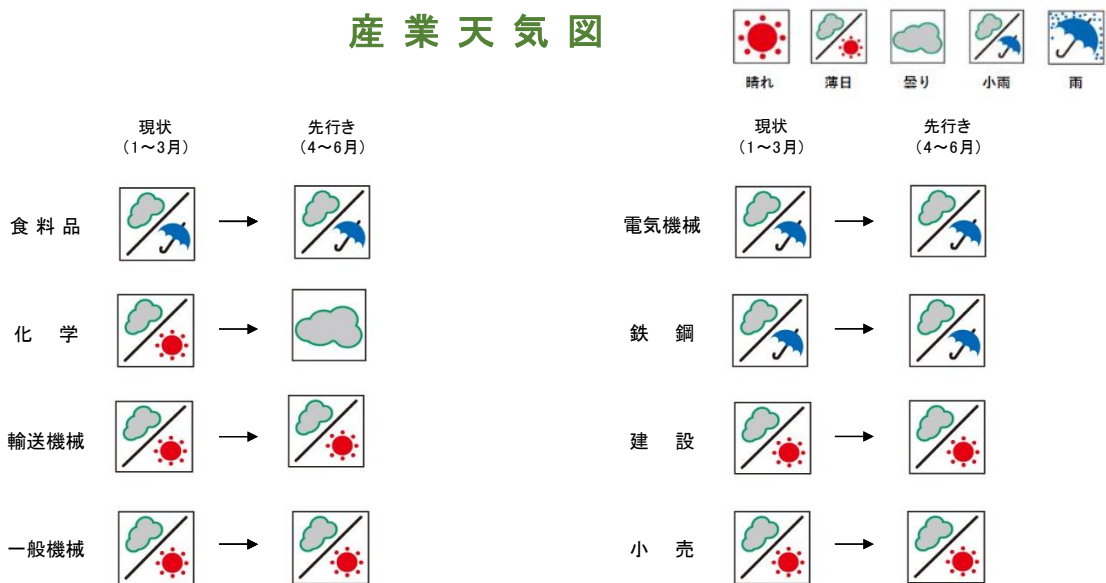 産業天気図
晴れ 薄日 曇り 小雨 雨
現状 先行き
(1～3月) (4～6月)
食料品
化学
輸送機械
一般機械
現状 先行き
(1～3月) (4～6月)
電気機械
鉄鋼
建設
小売